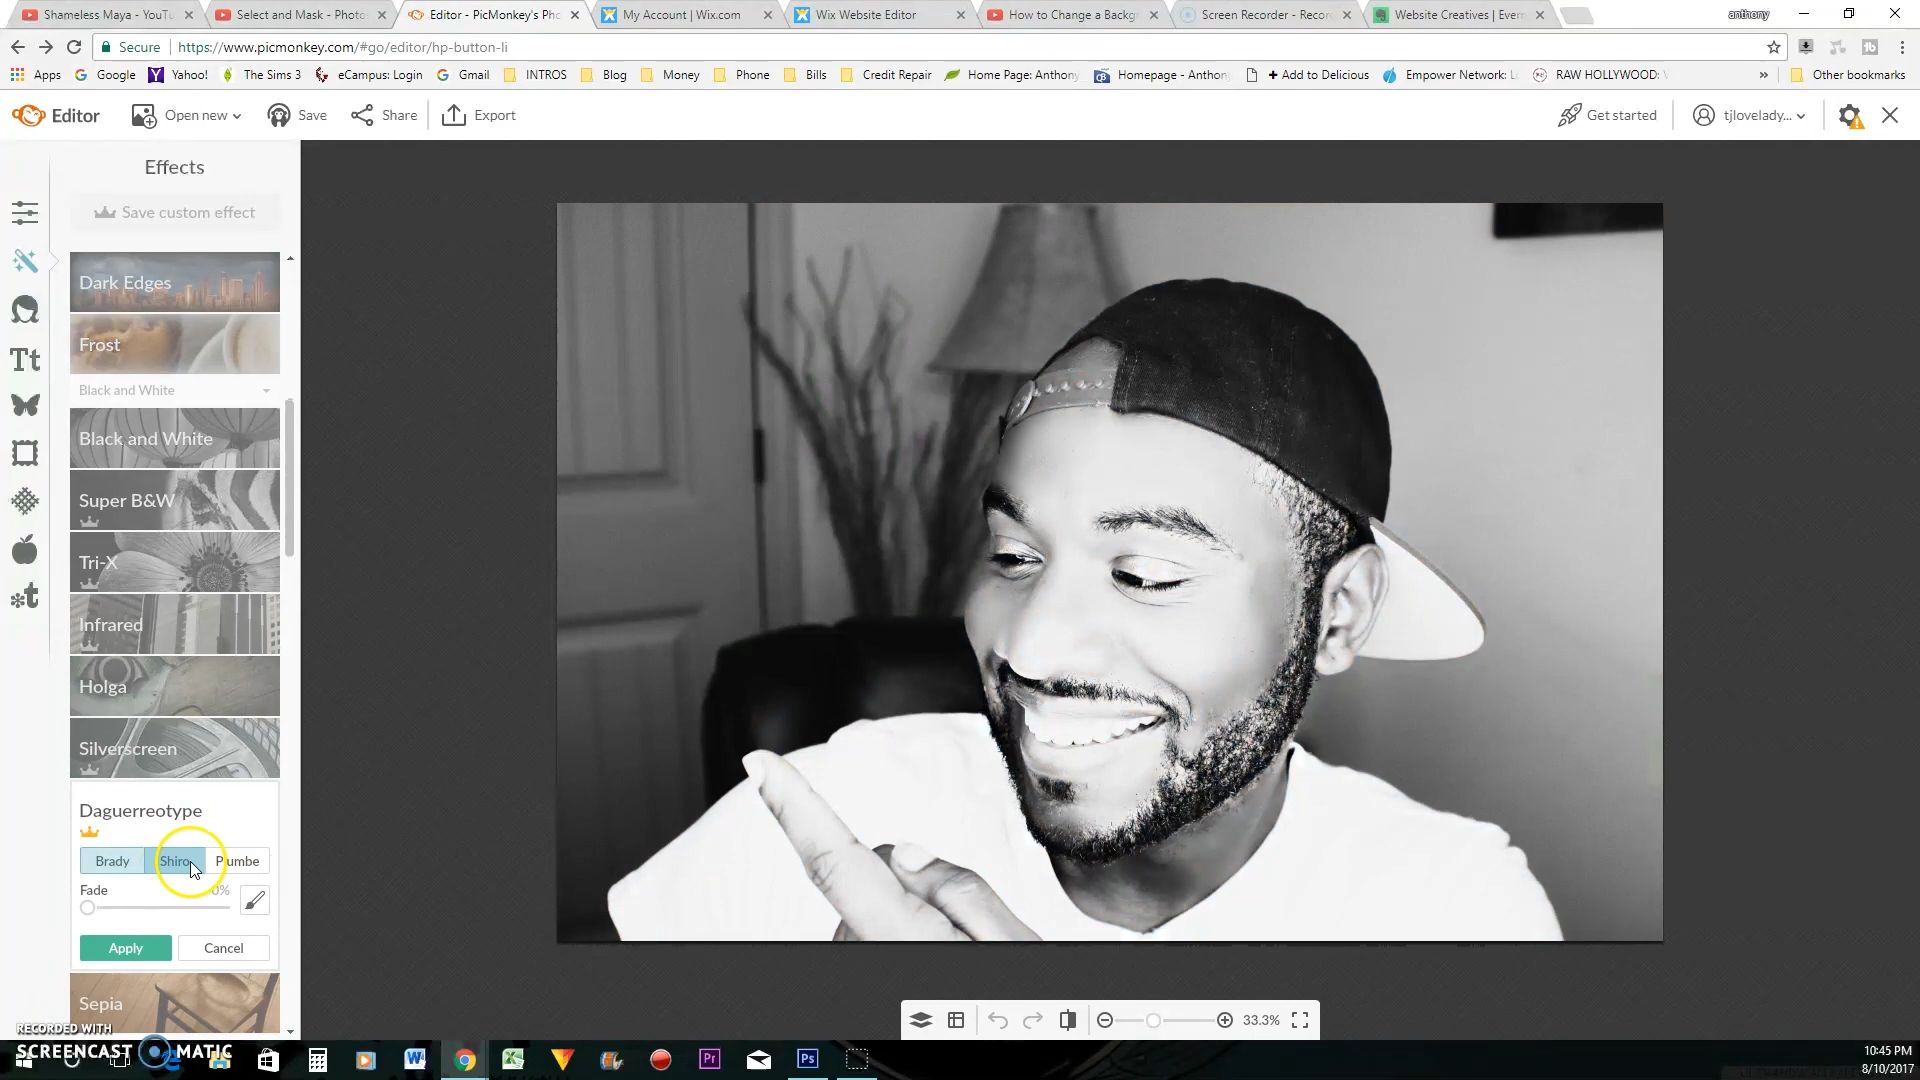 Shameless Maya - YouTu
Select and Mask - Photos
Editor - PicMonkey's Pho
My Account | Wix.com
Wix Website Editor
How to Change a Backg
Screen Recorder - Recor
Website Creatives | Evern
anthony
Secure | https://www.picmonkey.com/#go/editor/hp-button-li
Apps Google Yahoo! The Sims 3 eCampus: Login Gmail INTROS Blog Money Phone Bills Credit Repair Home Page: Anthony Homepage - Anthon + Add to Delicious Empower Network: Lo RAW HOLLYWOOD: » Other bookmarks
Editor Open new Save Share Export Get started tjlovelady...
Effects
Save custom effect
Dark Edges
Frost
Black and White
Black and White
Super B&W
Tri-X
Infrared
Holga
Silverscreen
Daguerreotype
Brady Shiro Plumbe
Fade 0%
Apply Cancel
Sepia
33.3%
RECORDED WITH
SCREENCAST MATIC
10:45 PM
8/10/2017